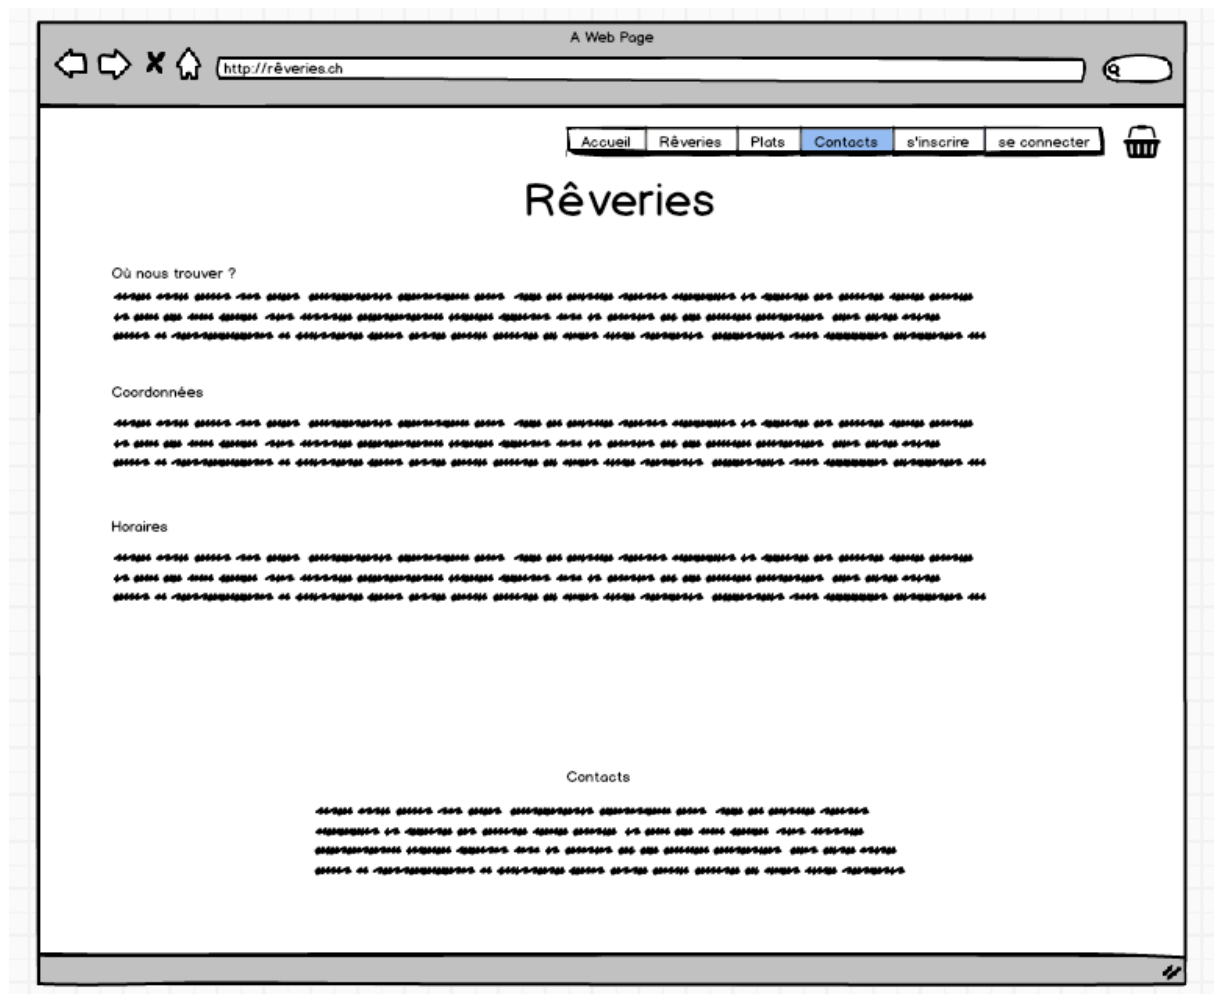 A Web Page
http://rêveries.ch
Accueil Rêveries Plats Contacts s'inscrire se connecter
Rêveries
Où nous trouver ?
Coordonnées
Horaires
Contacts